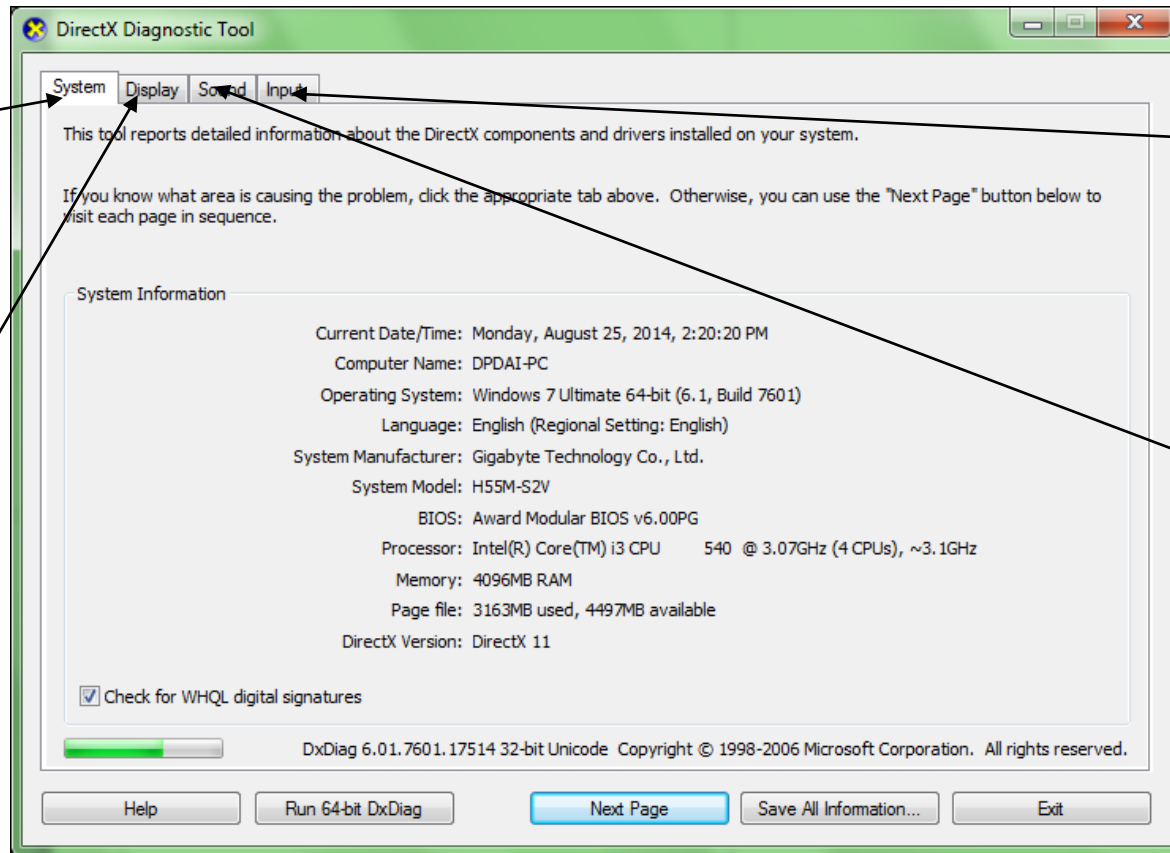 DirectX Diagnostic Tool
System Display Sound Input
This tool reports detailed information about the DirectX components and drivers installed on your system.
If you know what area is causing the problem, click the appropriate tab above. Otherwise, you can use the "Next Page" button below to
visit each page in sequence.
System Information
Current Date/Time: Monday, August 25, 2014, 2:20:20 PM
Computer Name: DPDAI-PC
Operating System: Windows 7 Ultimate 64-bit (6.1, Build 7601)
Language: English (Regional Setting: English)
System Manufacturer: Gigabyte Technology Co., Ltd.
System Model: H55M-S2V
BIOS: Award Modular BIOS v6.00PG
Processor: Intel(R) Core(TM) i3 CPU 540 @ 3.07GHz (4 CPUs), ~3.1GHz
Memory: 4096MB RAM
Page file: 3163MB used, 4497MB available
DirectX Version: DirectX 11
Check for WHQL digital signatures
DxDiag 6.01.7601.17514 32-bit Unicode Copyright © 1998-2006 Microsoft Corporation. All rights reserved.
Help Run 64-bit DxDiag Next Page Save All Information... Exit